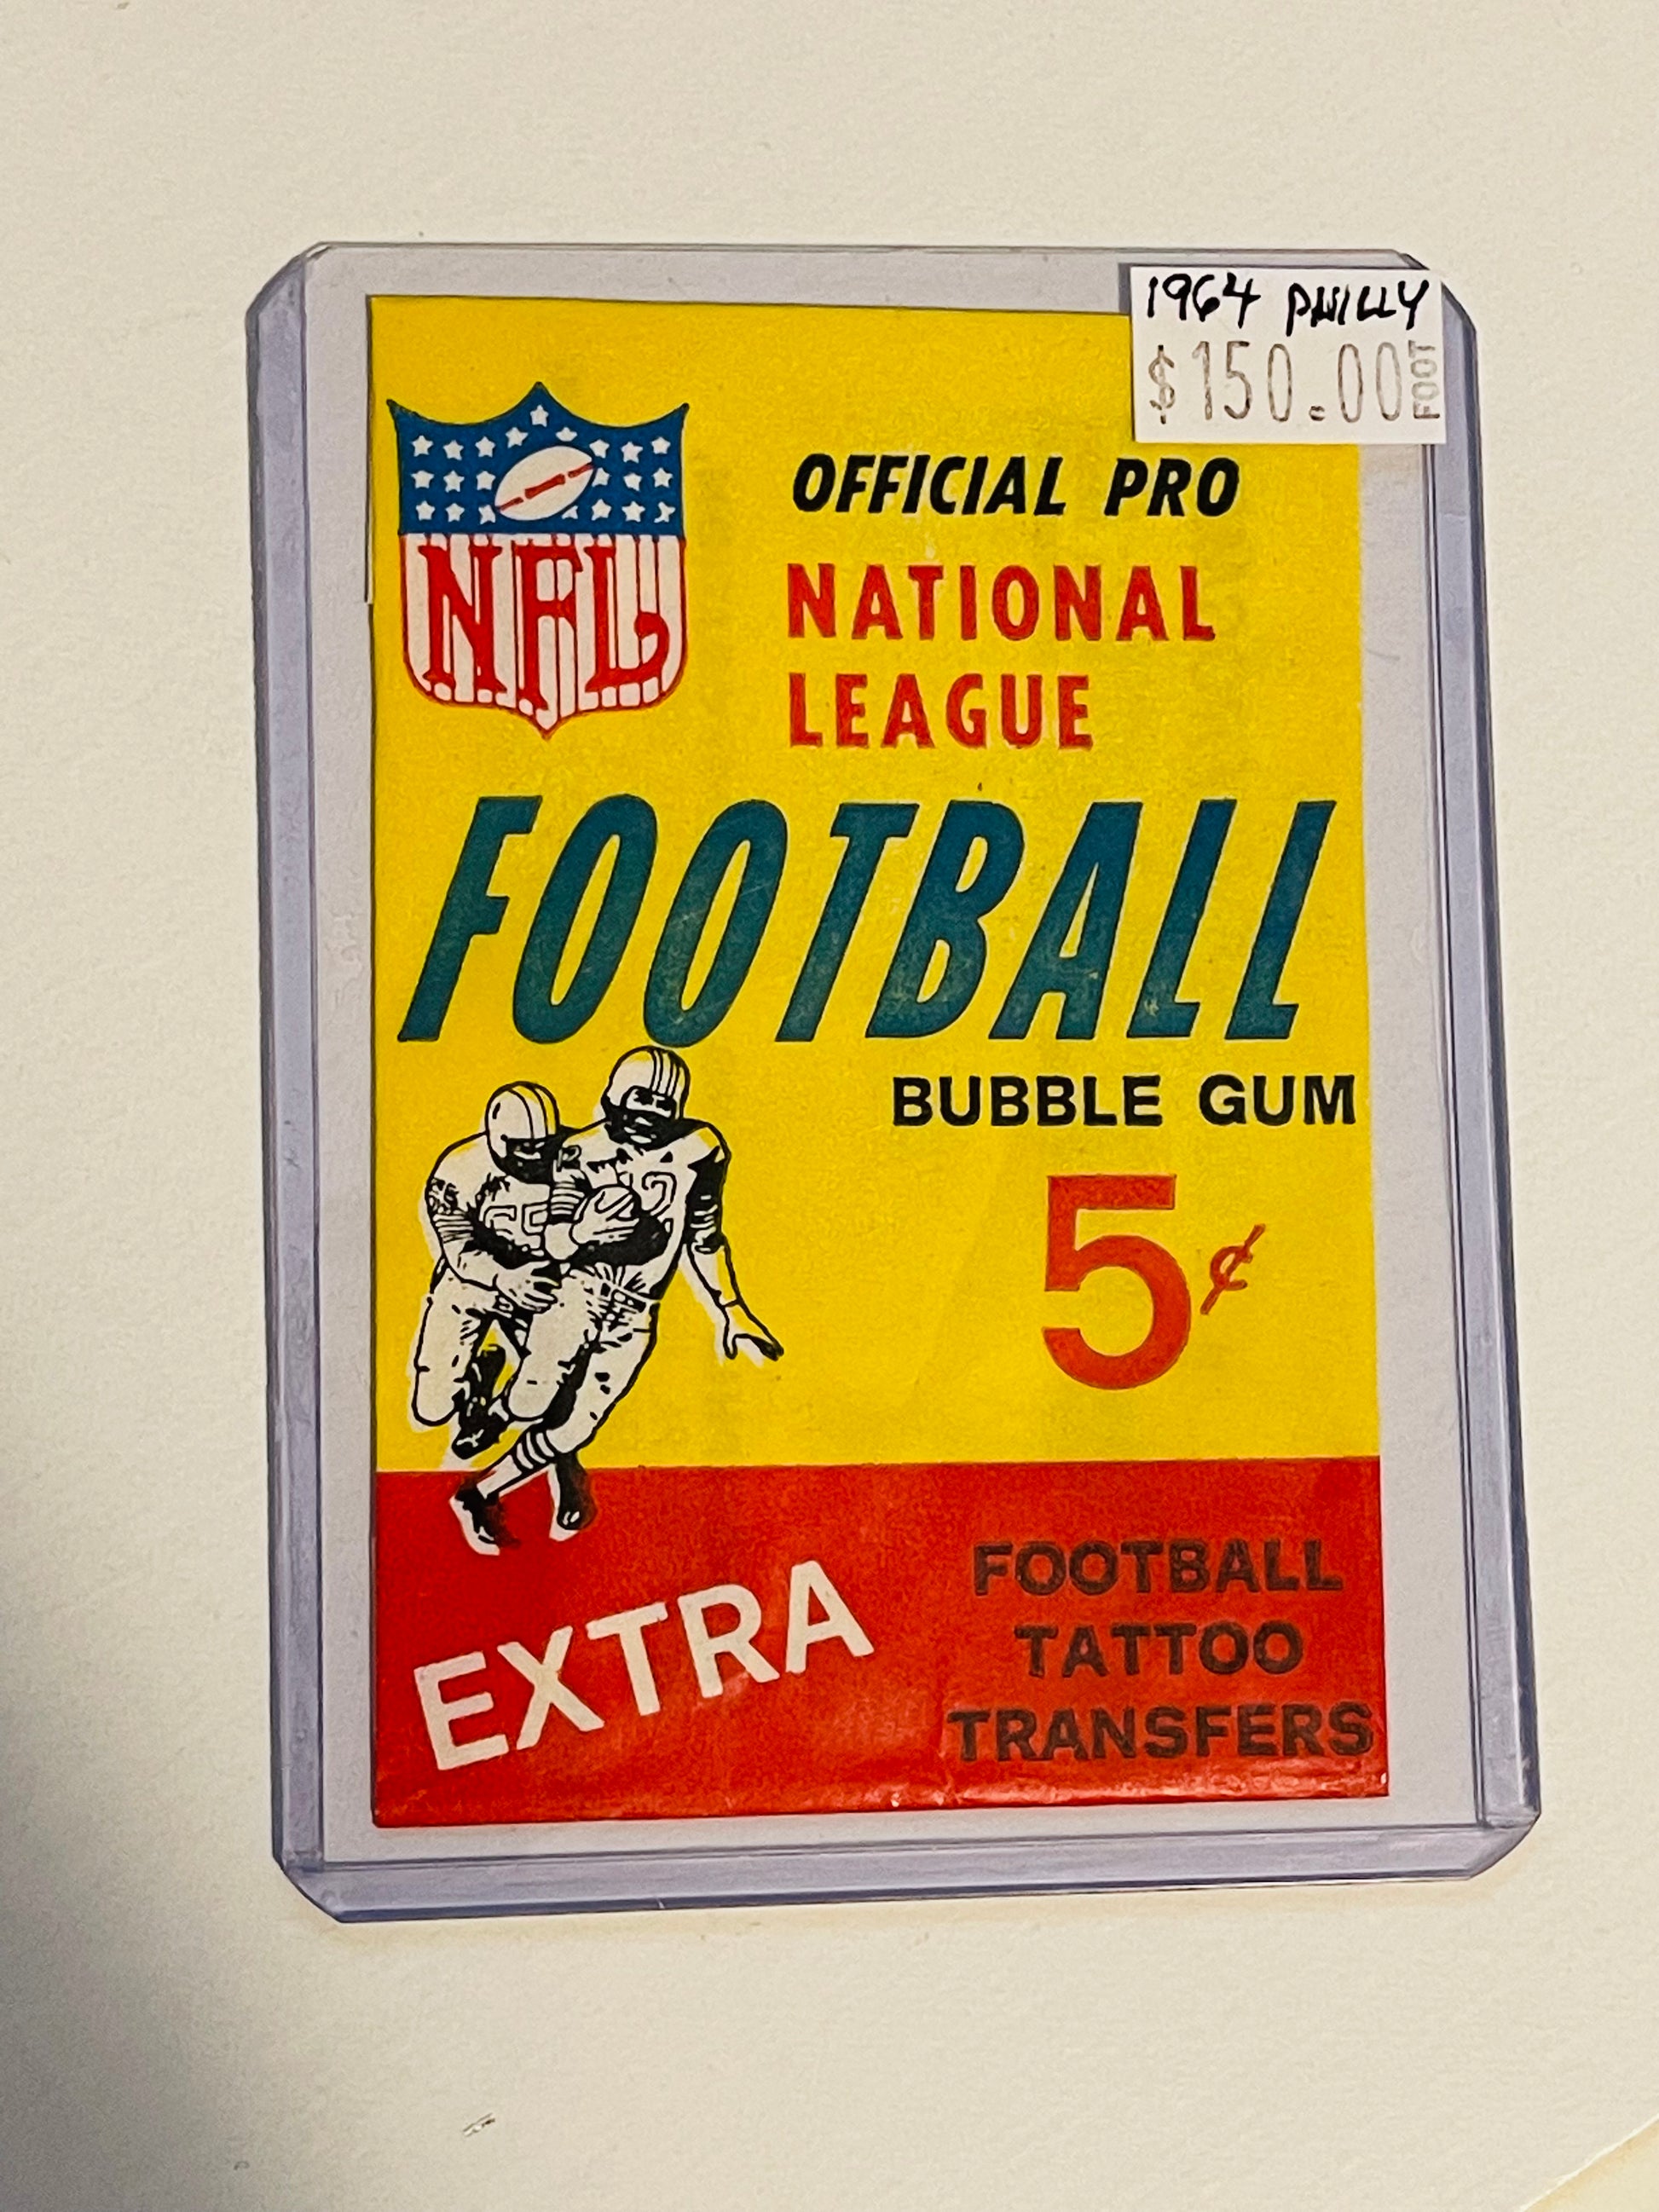 1964 PHILLY
$150.00
FOOT
NFL
OFFICIAL PRO
NATIONAL
LEAGUE
FOOTBALL
BUBBLE GUM
5¢
EXTRA
FOOTBALL
TATTOO
TRANSFERS